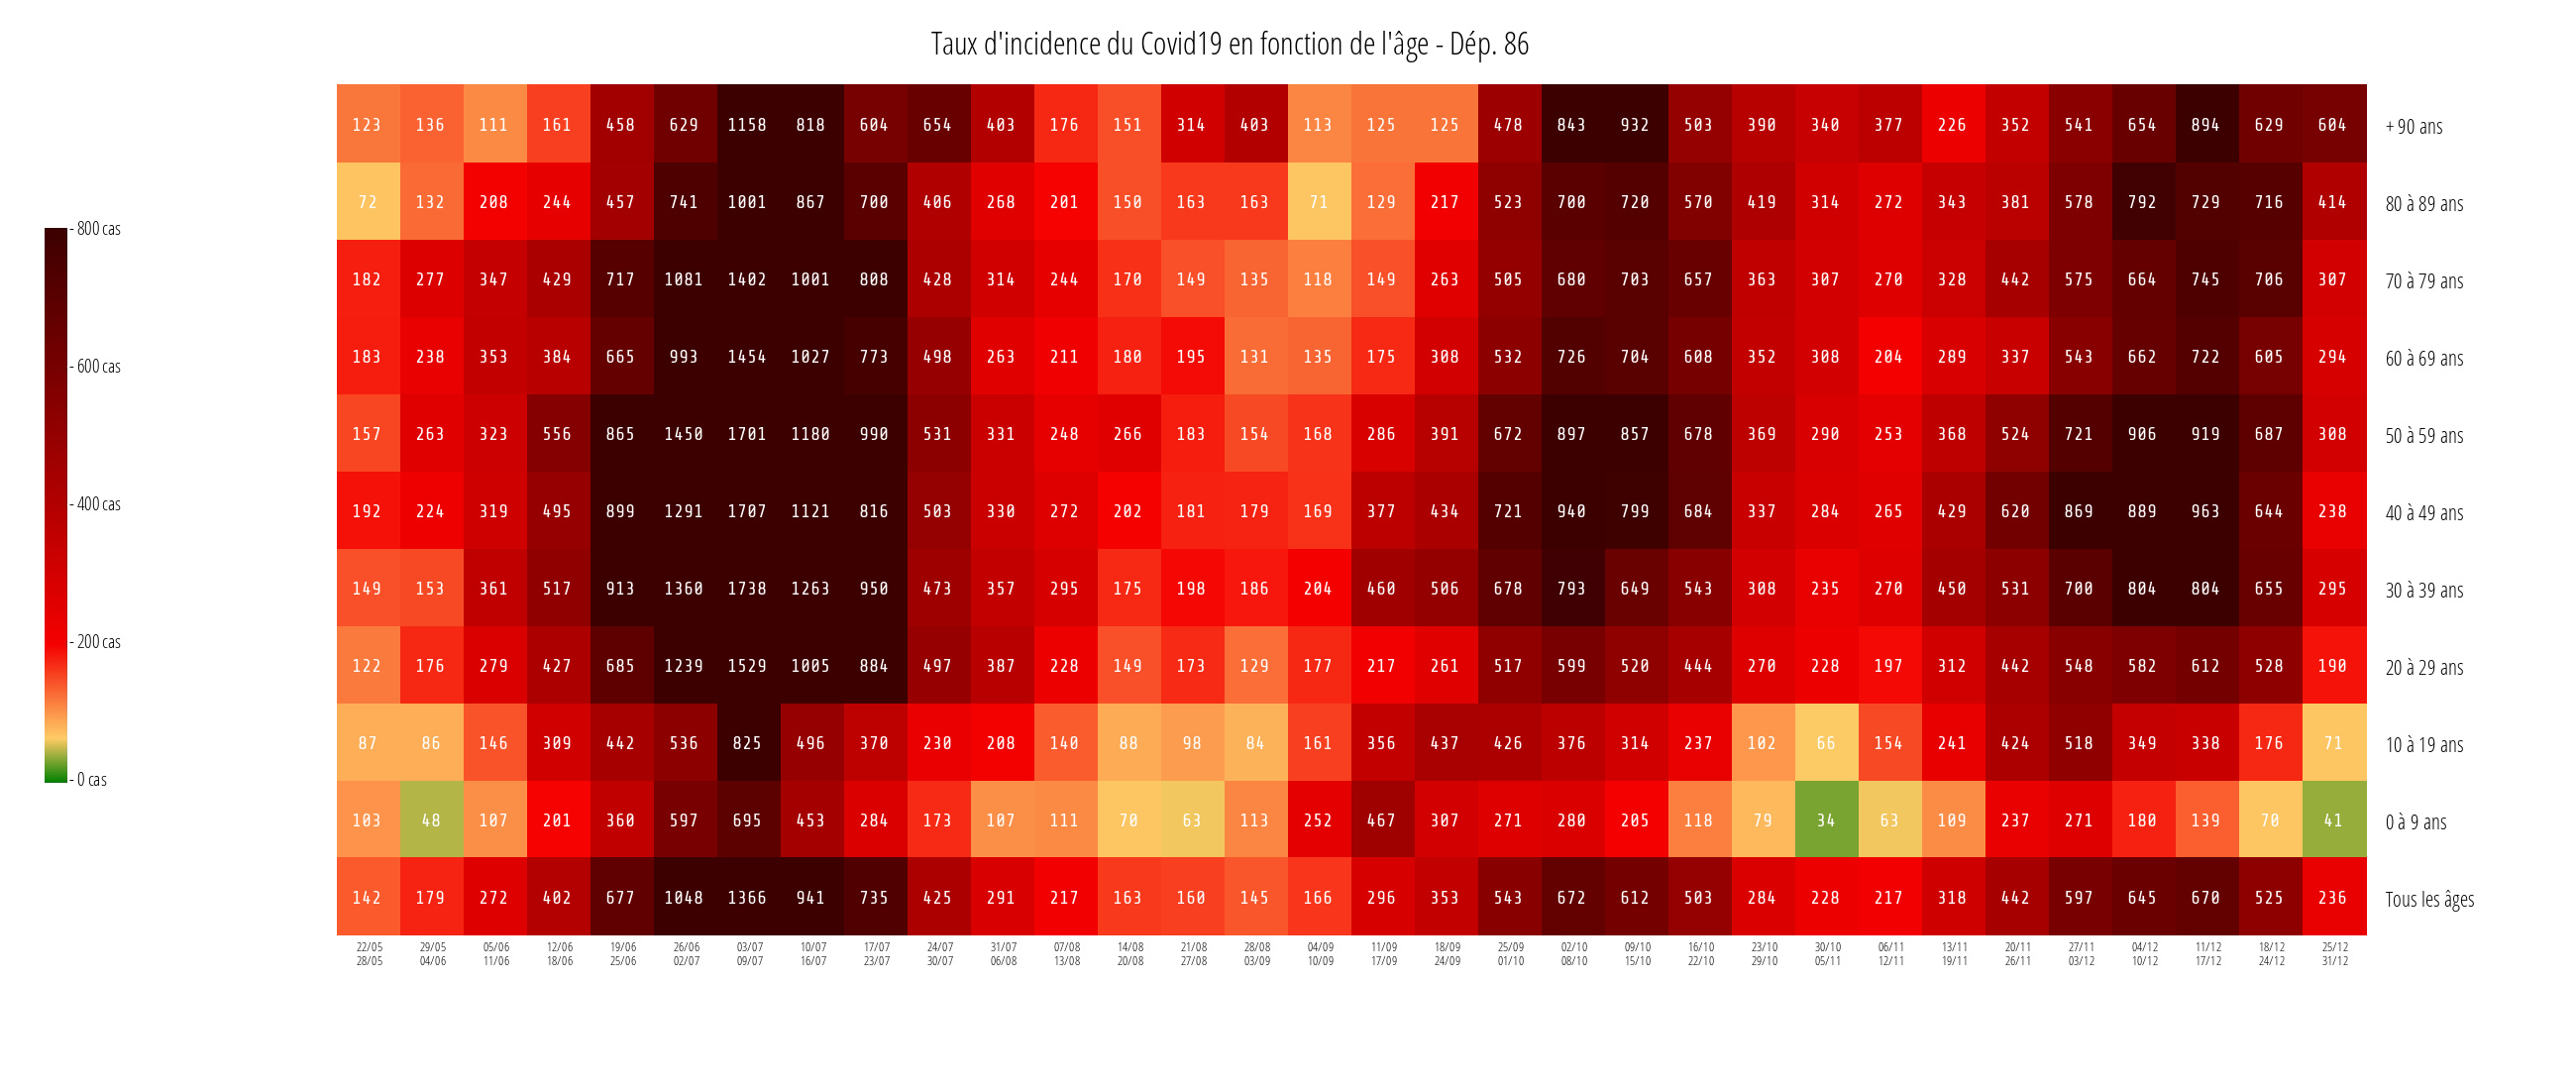 Taux d'incidence du Covid19 en fonction de l'âge - Dép. 86
123 136 111 161 458 629 1158 818 604 654 403 176 151 314 403 113 125 125 478 843 932 503 390 340 377 226 352 541 654 894 629 604 + 90 ans
72 132 208 244 457 741 1001 867 700 406 268 201 150 163 163 71 129 217 523 700 720 570 419 314 272 343 381 578 792 729 716 414 80 à 89 ans
- 800 cas
182 277 347 429 717 1081 1402 1001 808 428 314 244 170 149 135 118 149 263 505 680 703 657 363 307 270 328 442 575 664 745 706 307 70 à 79 ans
183 238 353 384 665 993 1454 1027 773 498 263 211 180 195 131 135 175 308 532 726 704 608 352 308 204 289 337 543 662 722 605 294 60 à 69 ans
- 600 cas
157 263 323 556 865 1450 1701 1180 990 531 331 248 266 183 154 168 286 391 672 897 857 678 369 290 253 368 524 721 906 919 687 308 50 à 59 ans
- 400 cas
192 224 319 495 899 1291 1707 1121 816 503 330 272 202 181 179 169 377 434 721 940 799 684 337 284 265 429 620 869 889 963 644 238 40 à 49 ans
149 153 361 517 913 1360 1738 1263 950 473 357 295 175 198 186 204 460 506 678 793 649 543 308 235 270 450 531 700 804 804 655 295 30 à 39 ans
- 200 cas
122 176 279 427 685 1239 1529 1005 884 497 387 228 149 173 129 177 217 261 517 599 520 444 270 228 197 312 442 548 582 612 528 190 20 à 29 ans
87 86 146 309 442 536 825 496 370 230 208 140 88 98 84 161 356 437 426 376 314 237 102 66 154 241 424 518 349 338 176 71 10 à 19 ans
- 0 cas
103 48 107 201 360 597 695 453 284 173 107 111 70 63 113 252 467 307 271 280 205 118 79 34 63 109 237 271 180 139 70 41 0 à 9 ans
142 179 272 402 677 1048 1366 941 735 425 291 217 163 160 145 166 296 353 543 672 612 503 284 228 217 318 442 597 645 670 525 236 Tous les âges
22/05 29/05 05/06 12/06 19/06 26/06 03/07 10/07 17/07 24/07 31/07 07/08 14/08 21/08 28/08 04/09 11/09 18/09 25/09 02/10 09/10 16/10 23/10 30/10 06/11 13/11 20/11 27/11 04/12 11/12 18/12 25/12
28/05 04/06 11/06 18/06 25/06 02/07 09/07 16/07 23/07 30/07 06/08 13/08 20/08 27/08 03/09 10/09 17/09 24/09 01/10 08/10 15/10 22/10 29/10 05/11 12/11 19/11 26/11 03/12 10/12 17/12 24/12 31/12